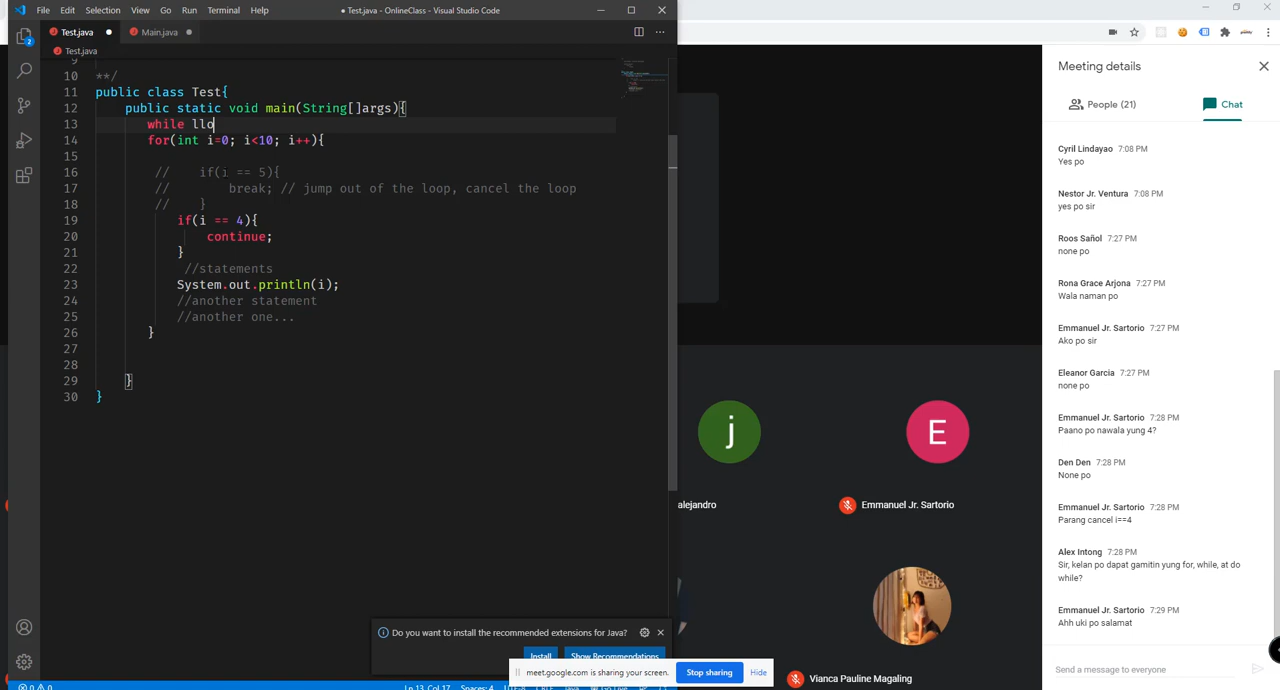 File Edit Selection View Go Run Terminal Help
● Test.java - OnlineClass - Visual Studio Code
Test.java ●
Main.java ●
Test.java
2
9
10 **/
11 public class Test{
12 public static void main(String[]args){
13 while llo
14 for(int i=0; i<10; i++){
15
16 // if(i == 5){
17 // break; // jump out of the loop, cancel the loop
18 // }
19 if(i == 4){
20 continue;
21 }
22 //statements
23 System.out.println(i);
24 //another statement
25 //another one...
26 }
27
28
29 }
30 }
Do you want to install the recommended extensions for Java?
Install Show Recommendations
meet.google.com is sharing your screen.
Stop sharing
Hide
j
alejandro
E
Emmanuel Jr. Sartorio
Vianca Pauline Magaling
Meeting details
People (21)
Chat
Cyril Lindayao 7:08 PM
Yes po
Nestor Jr. Ventura 7:08 PM
yes po sir
Roos Sañol 7:27 PM
none po
Rona Grace Arjona 7:27 PM
Wala naman po
Emmanuel Jr. Sartorio 7:27 PM
Ako po sir
Eleanor Garcia 7:27 PM
none po
Emmanuel Jr. Sartorio 7:28 PM
Paano po nawala yung 4?
Den Den 7:28 PM
None po
Emmanuel Jr. Sartorio 7:28 PM
Parang cancel i==4
Alex Intong 7:28 PM
Sir, kelan po dapat gamitin yung for, while, at do
while?
Emmanuel Jr. Sartorio 7:29 PM
Ahh uki po salamat
Send a message to everyone